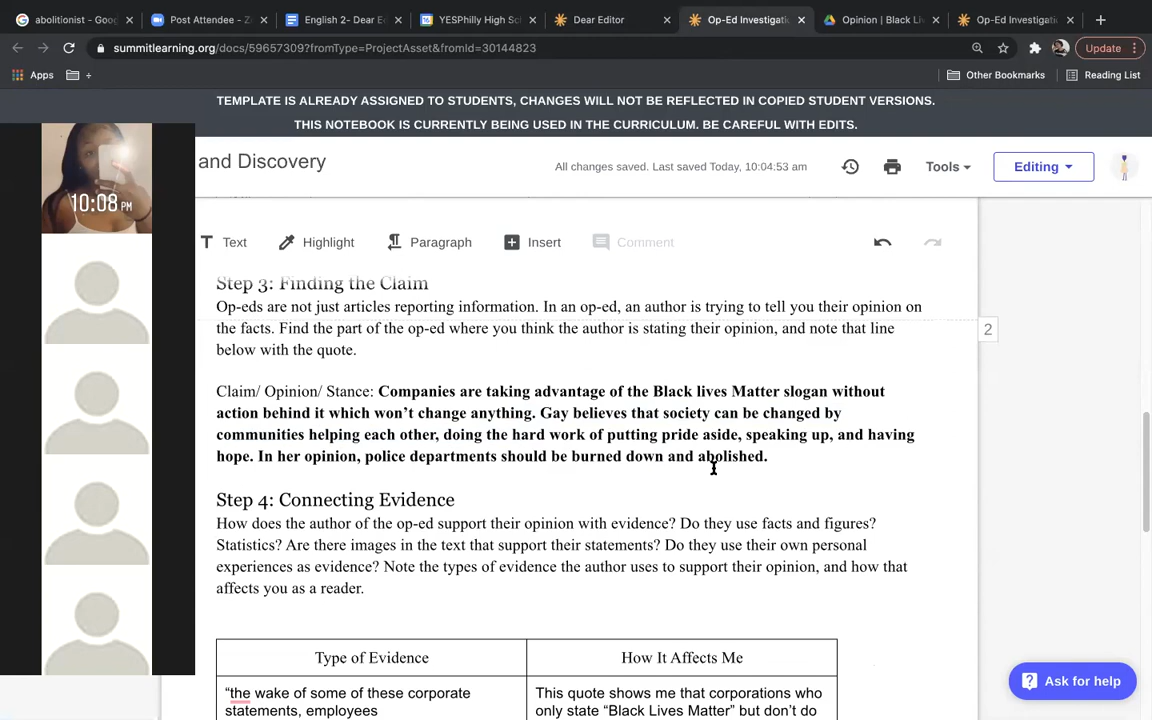 abolitionist - Goog
Post Attendee - Z
English 2- Dear Ed
YESPhilly High Sch
Dear Editor
Op-Ed Investigati
Opinion | Black Liv
Op-Ed Investigatio
summitlearning.org/docs/59657309?fromType=ProjectAsset&fromId=30144823
Update
Apps
Other Bookmarks
Reading List
TEMPLATE IS ALREADY ASSIGNED TO STUDENTS, CHANGES WILL NOT BE REFLECTED IN COPIED STUDENT VERSIONS.
THIS NOTEBOOK IS CURRENTLY BEING USED IN THE CURRICULUM. BE CAREFUL WITH EDITS.
and Discovery
All changes saved. Last saved Today, 10:04:53 am
Tools
Editing
10:08 PM
Text
Highlight
Paragraph
Insert
Comment
Step 3: Finding the Claim
Op-eds are not just articles reporting information. In an op-ed, an author is trying to tell you their opinion on
the facts. Find the part of the op-ed where you think the author is stating their opinion, and note that line
below with the quote.
2
Claim/ Opinion/ Stance: Companies are taking advantage of the Black lives Matter slogan without
action behind it which won't change anything. Gay believes that society can be changed by
communities helping each other, doing the hard work of putting pride aside, speaking up, and having
hope. In her opinion, police departments should be burned down and abolished.
Step 4: Connecting Evidence
How does the author of the op-ed support their opinion with evidence? Do they use facts and figures?
Statistics? Are there images in the text that support their statements? Do they use their own personal
experiences as evidence? Note the types of evidence the author uses to support their opinion, and how that
affects you as a reader.
Type of Evidence
How It Affects Me
“the wake of some of these corporate
statements, employees
This quote shows me that corporations who
only state “Black Lives Matter” but don't do
Ask for help